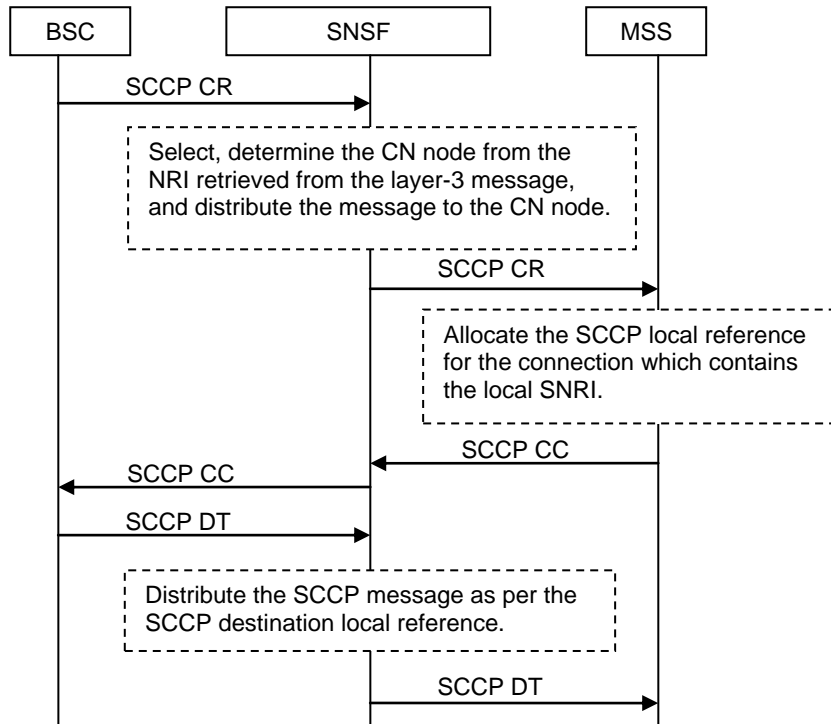 BSC
SNSF
MSS
SCCP CR
Select, determine the CN node from the
NRI retrieved from the layer-3 message,
and distribute the message to the CN node.
SCCP CR
Allocate the SCCP local reference
for the connection which contains
the local SNRI.
SCCP CC
SCCP CC
SCCP DT
Distribute the SCCP message as per the
SCCP destination local reference.
SCCP DT